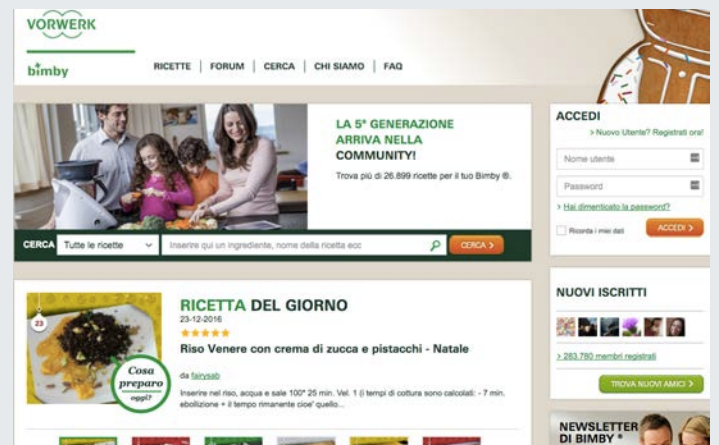 VORWERK
bimby
RICETTE | FORUM | CERCA | CHI SIAMO | FAQ
LA 5ª GENERAZIONE
ARRIVA NELLA
COMMUNITY!
Trova più di 26.899 ricette per il tuo Bimby ®.
CERCA Tutte le ricette Inserire qui un ingrediente, nome della ricetta ecc CERCA >
ACCEDI
> Nuovo Utente? Registrati ora!
Nome utente
Password
> Hai dimenticato la password?
Ricorda i miei dati ACCEDI >
23
Cosa
preparo
oggi?
RICETTA DEL GIORNO
23-12-2016
Riso Venere con crema di zucca e pistacchi - Natale
da fairysab
Inserire nel riso, acqua e sale 100° 25 min. Vel. 1 (i tempi di cottura sono calcolati: - 7 min.
ebollizione + il tempo rimanente cioe' quello...
NUOVI ISCRITTI
> 283.780 membri registrati
TROVA NUOVI AMICI >
NEWSLETTER
DI BIMBY ®